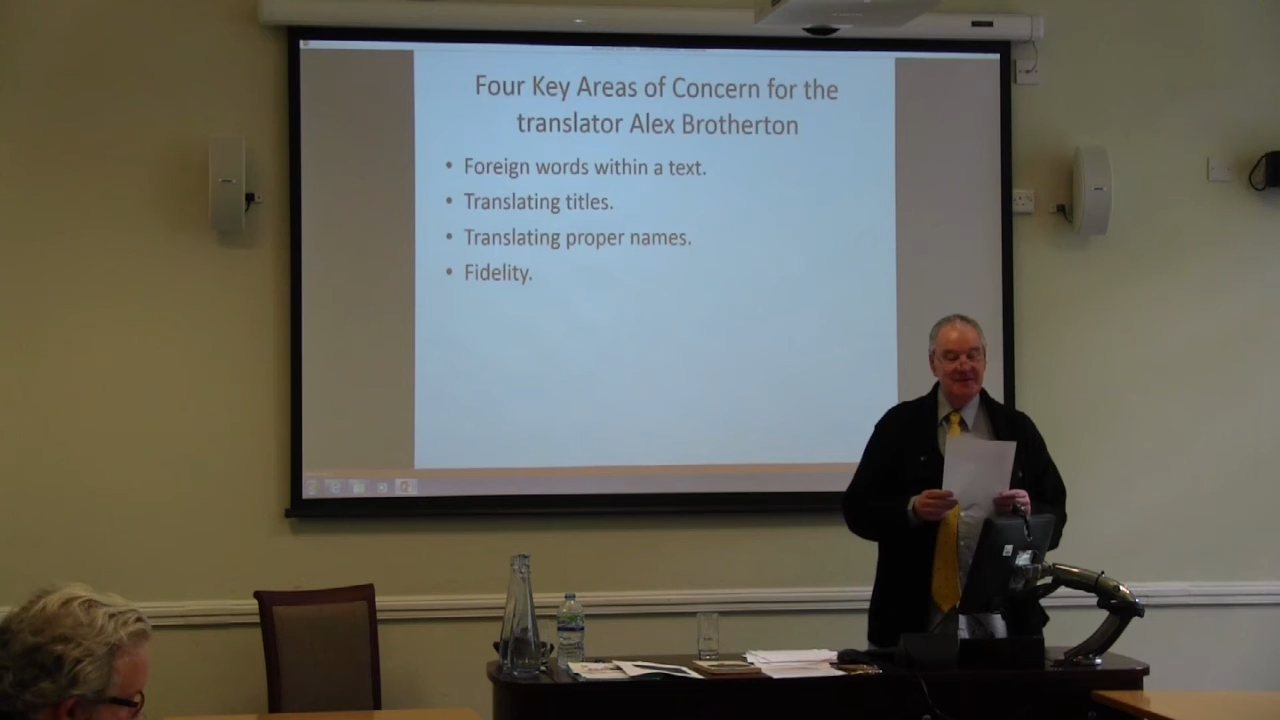 Four Key Areas of Concern for the
translator Alex Brotherton
• Foreign words within a text.
• Translating titles.
• Translating proper names.
• Fidelity.